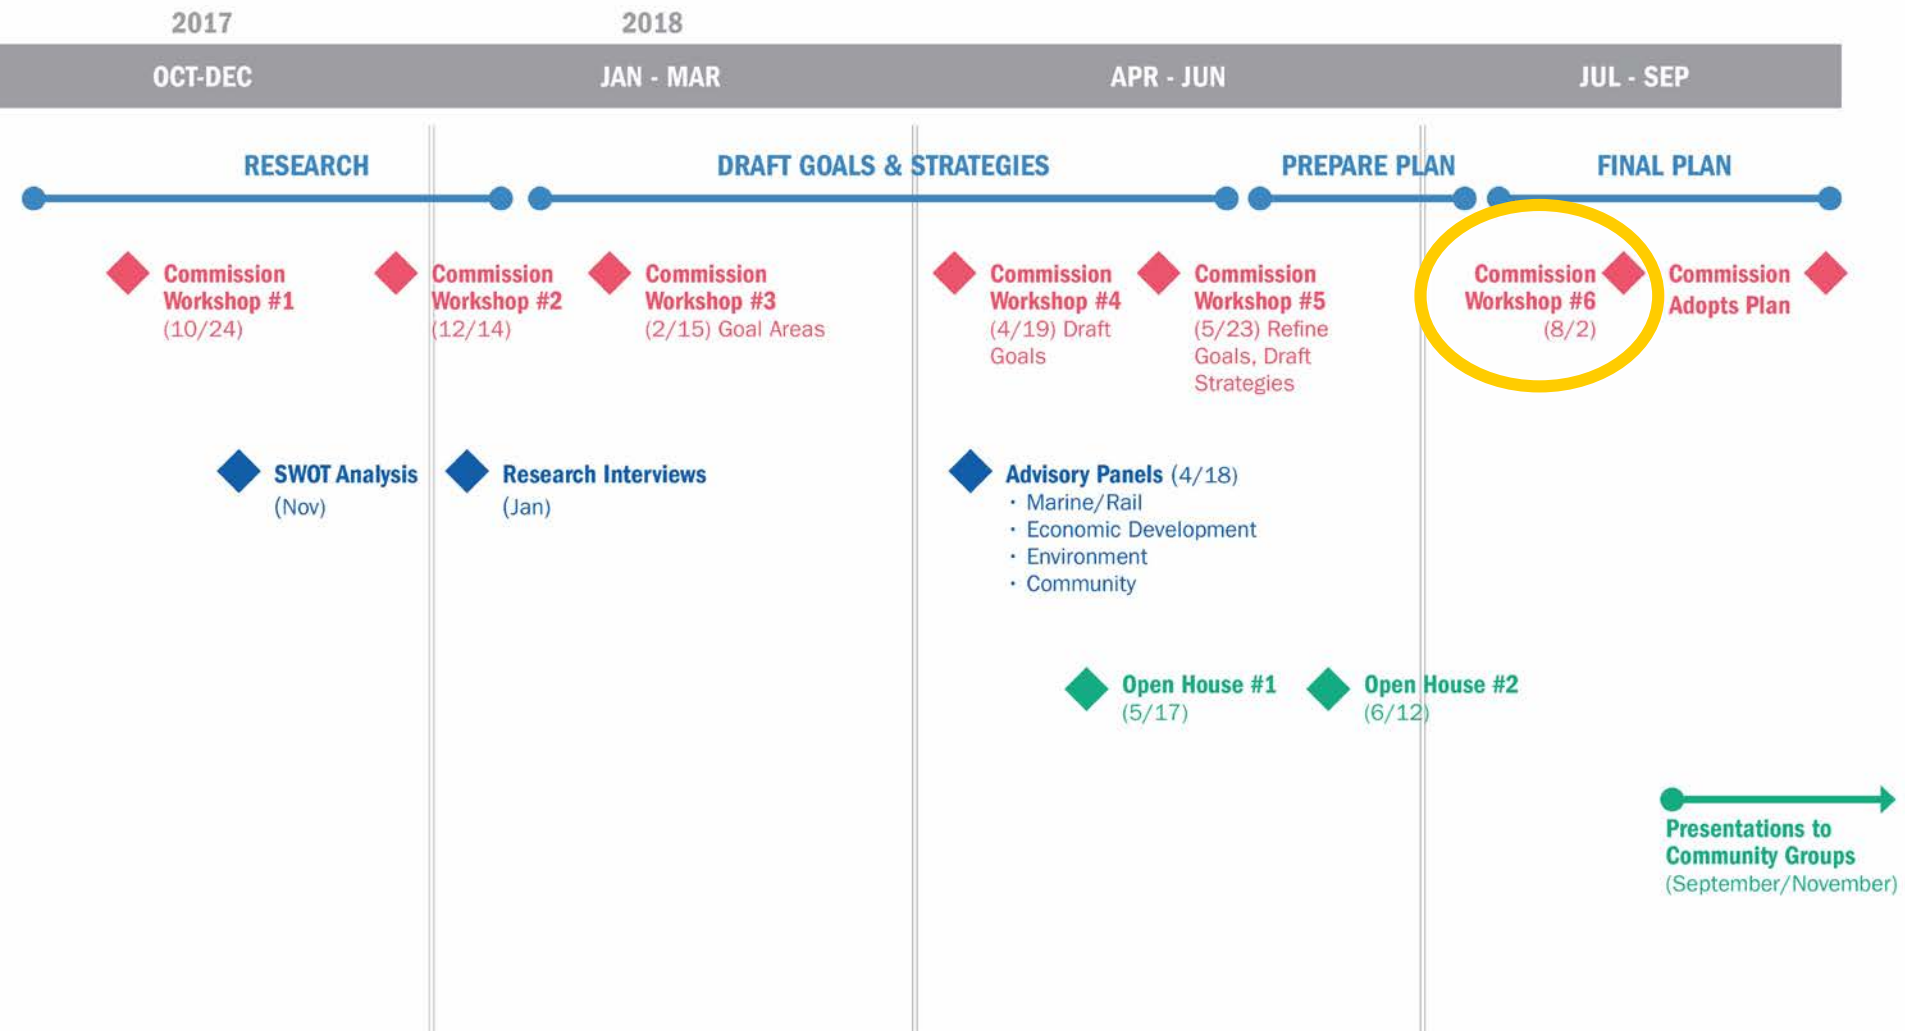 2017
2018
OCT-DEC
JAN - MAR
APR - JUN
JUL - SEP
RESEARCH
DRAFT GOALS & STRATEGIES
PREPARE PLAN
FINAL PLAN
Commission
Workshop #1
(10/24)
Commission
Workshop #2
(12/14)
Commission
Workshop #3
(2/15) Goal Areas
Commission
Workshop #4
(4/19) Draft
Goals
Commission
Workshop #5
(5/23) Refine
Goals, Draft
Strategies
Commission
Workshop #6
(8/2)
Commission
Adopts Plan
SWOT Analysis
(Nov)
Research Interviews
(Jan)
Advisory Panels (4/18)
· Marine/Rail
· Economic Development
· Environment
· Community
Open House #1
(5/17)
Open House #2
(6/12)
Presentations to
Community Groups
(September/November)